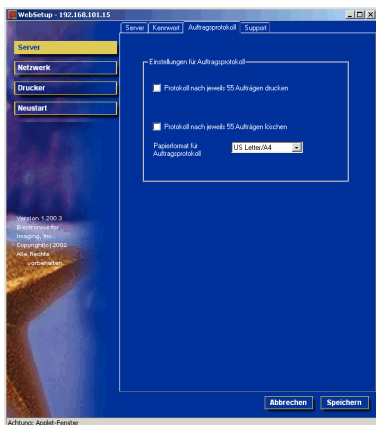 WebSetup - 192.168.101.15
Server Kennwort Auftragsprotokoll Support
Server
Netzwerk
Drucker
Neustart
Einstellungen für Auftragsprotokoll
Protokoll nach jeweils 55 Aufträgen drucken
Protokoll nach jeweils 55 Aufträgen löschen
Papierformat für
Auftragsprotokoll
US Letter/A4
Version 1.200.3
Electronics for
Imaging, Inc.
Copyright(c) 2002
Alle Rechte
vorbehalten.
Abbrechen Speichern
Achtung: Applet-Fenster